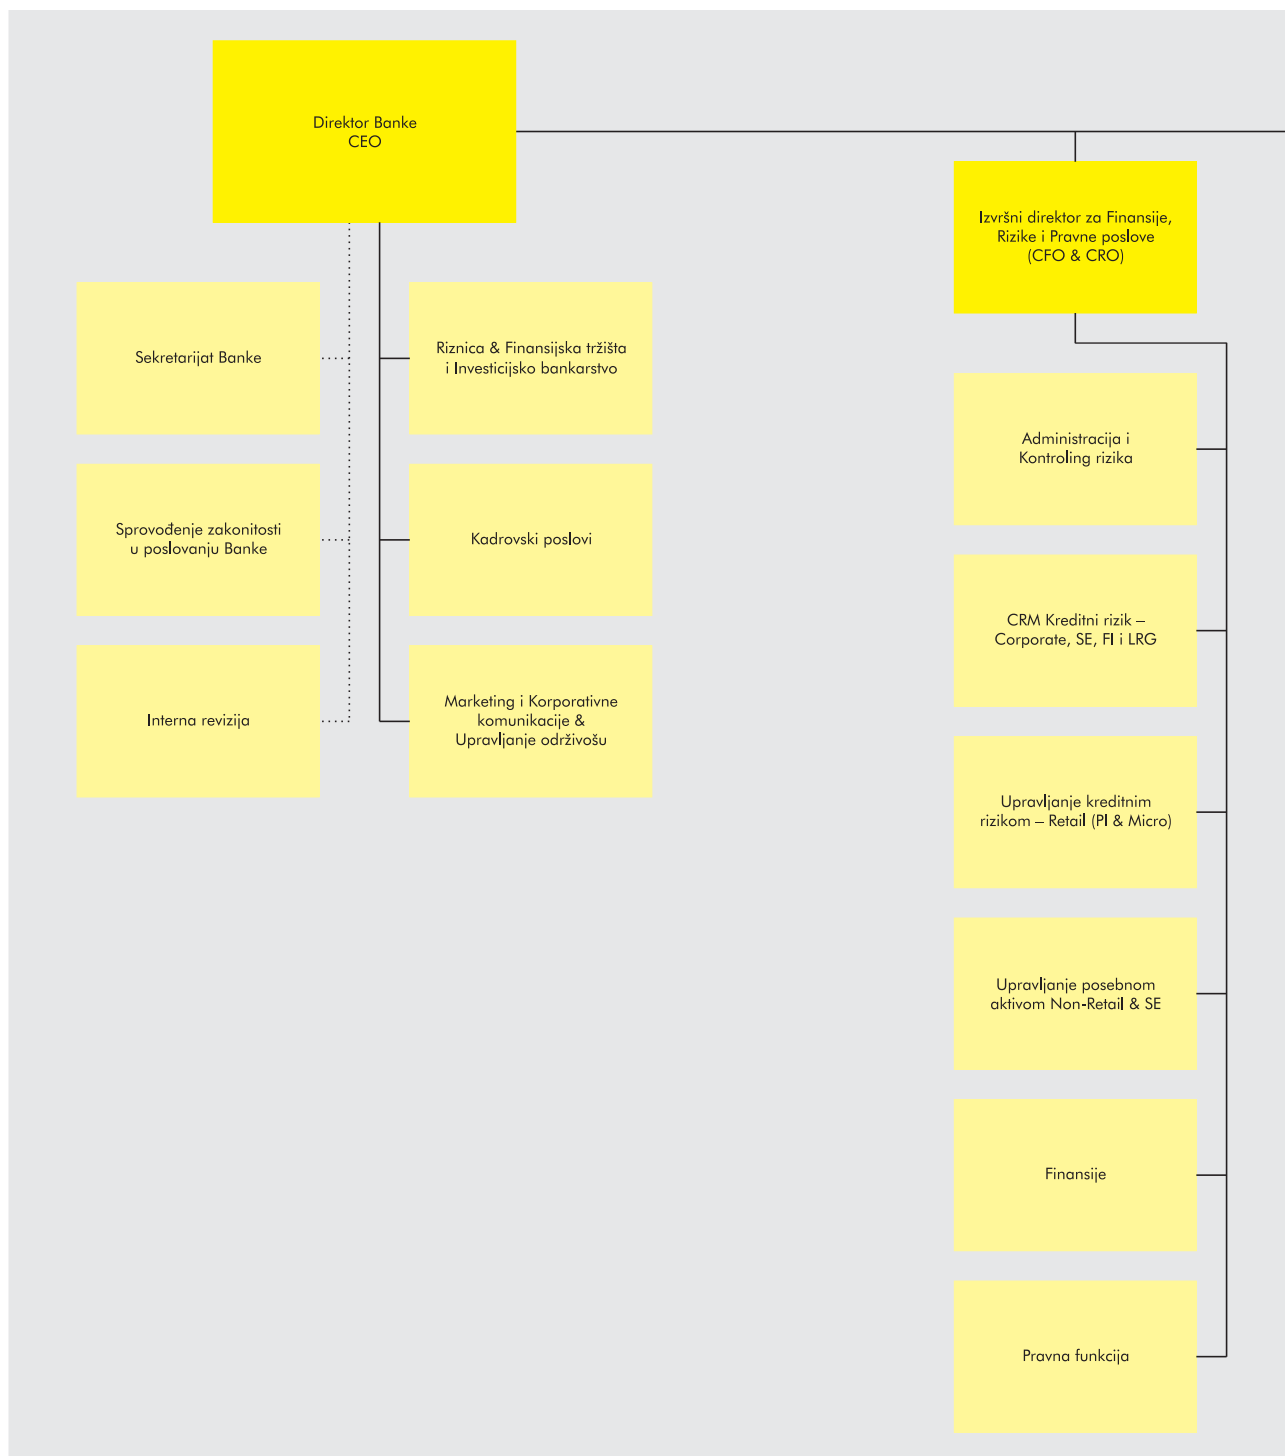 Direktor Banke
CEO
Izvršni direktor za Finansije,
Rizike i Pravne poslove
(CFO & CRO)
Sekretarijat Banke
Riznica & Finansijska tržišta
i Investicijsko bankarstvo
Sprovođenje zakonitosti
u poslovanju Banke
Kadrovski poslovi
Interna revizija
Marketing i Korporativne
komunikacije &
Upravljanje održivošu
Administracija i
Kontroling rizika
CRM Kreditni rizik –
Corporate, SE, FI i LRG
Upravljanje kreditnim
rizikom – Retail (PI & Micro)
Upravljanje posebnom
aktivom Non-Retail & SE
Finansije
Pravna funkcija